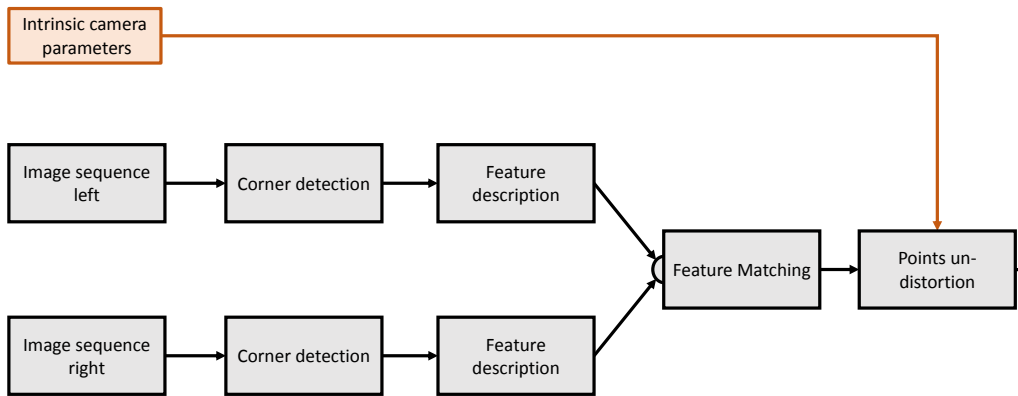 Intrinsic camera
parameters
Image sequence
left
Corner detection
Feature
description
Feature Matching
Points un-
distortion
Image sequence
right
Corner detection
Feature
description